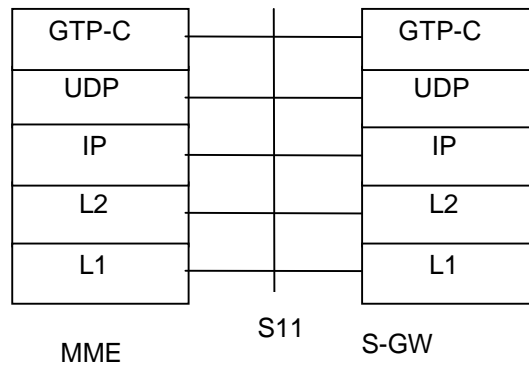 GTP-C GTP-C
UDP UDP
IP IP
L2 L2
L1 L1
S11
MME S-GW